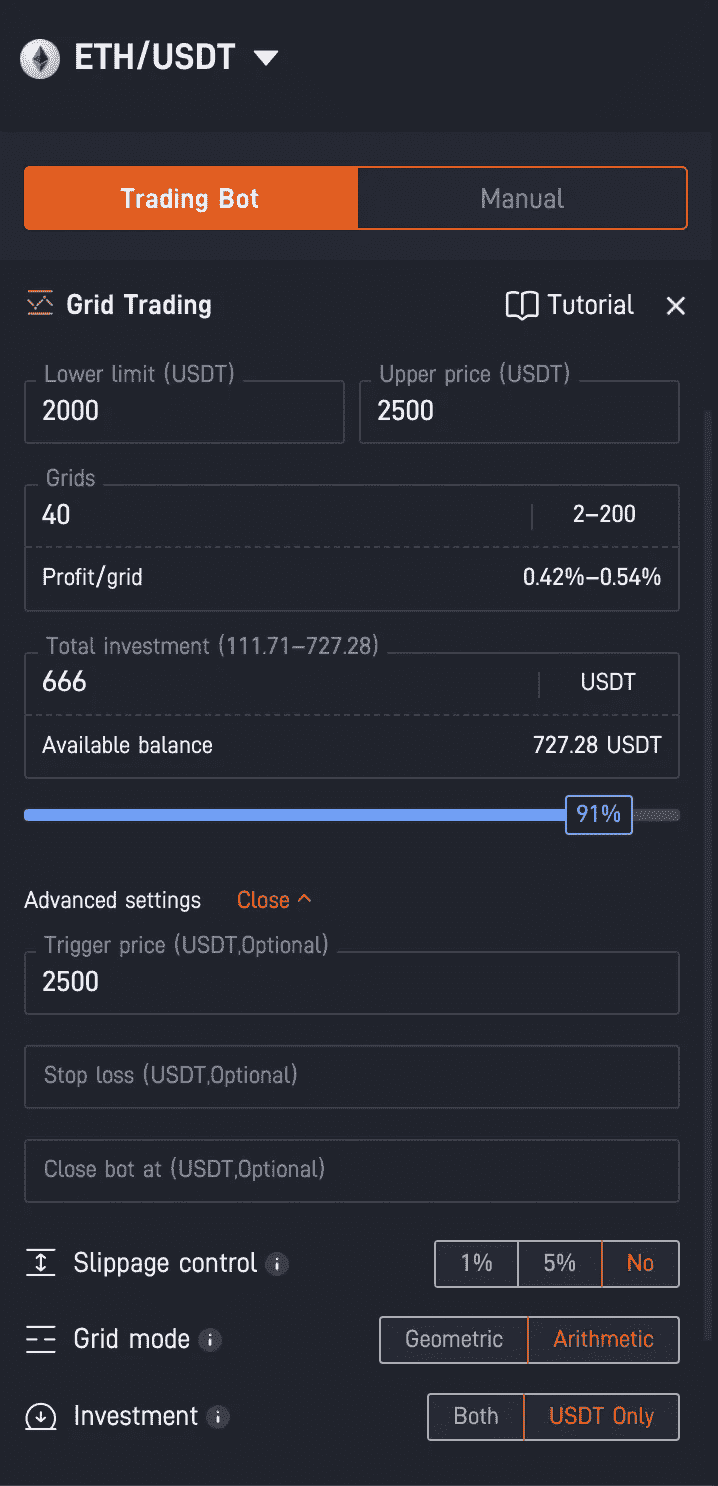 ETH/USDT
Trading Bot Manual
Grid Trading Tutorial
Lower limit (USDT) Upper price (USDT)
2000 2500
Grids
40 2–200
Profit/grid 0.42%–0.54%
Total investment (111.71–727.28)
666 USDT
Available balance 727.28 USDT
91%
Advanced settings Close
Trigger price (USDT,Optional)
2500
Stop loss (USDT,Optional)
Close bot at (USDT,Optional)
Slippage control 1% 5% No
Grid mode Geometric Arithmetic
Investment Both USDT Only